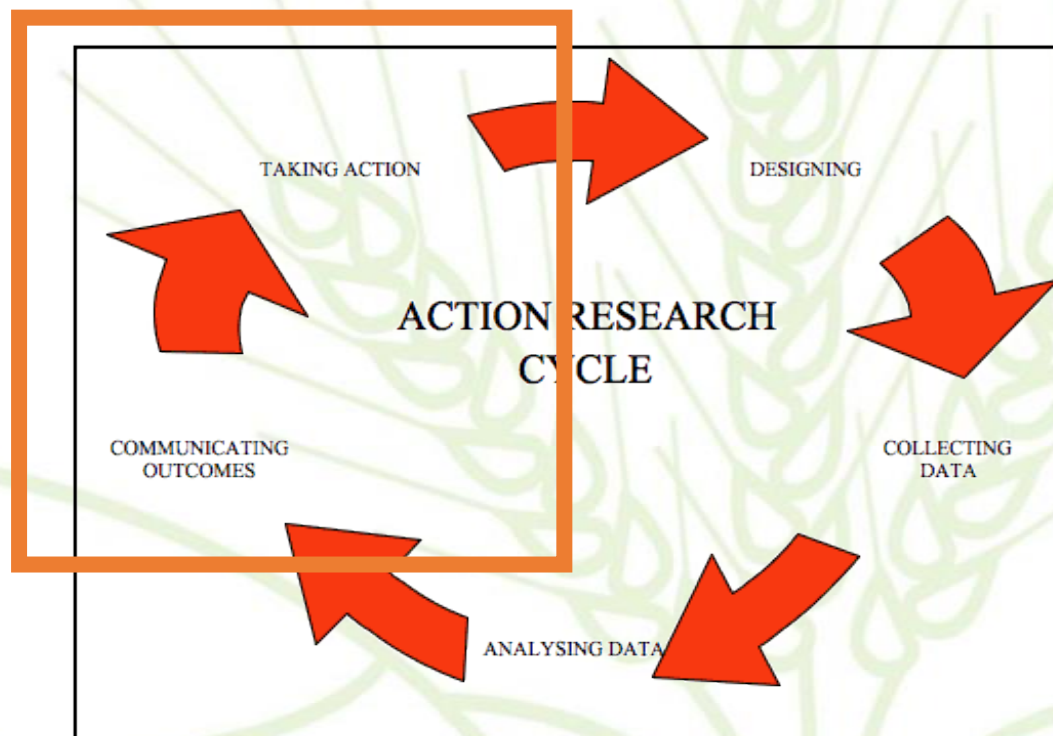 TAKING ACTION
DESIGNING
ACTION RESEARCH
CYCLE
COMMUNICATING
OUTCOMES
COLLECTING
DATA
ANALYSING DATA